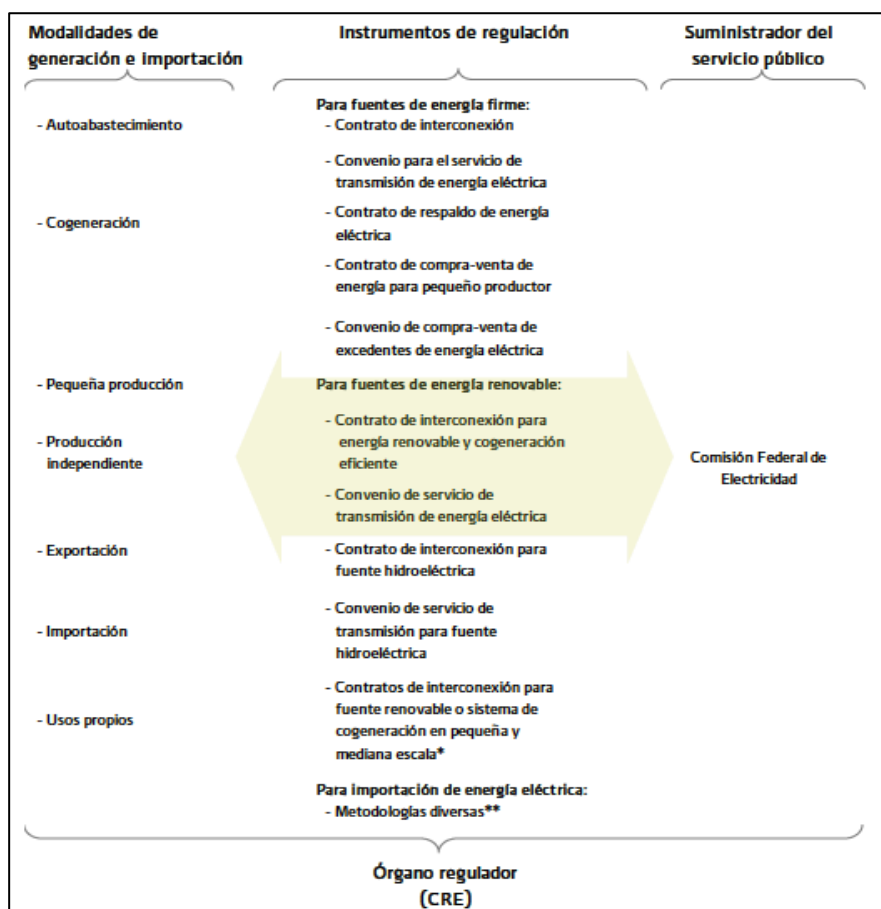 Modalidades de
generación e importación
Instrumentos de regulación
Suministrador del
servicio público
- Autoabastecimiento
- Cogeneración
- Pequeña producción
- Producción
independiente
- Exportación
- Importación
- Usos propios
Para fuentes de energía firme:
- Contrato de interconexión
- Convenio para el servicio de
transmisión de energía eléctrica
- Contrato de respaldo de energía
eléctrica
- Contrato de compra-venta de
energía para pequeño productor
- Convenio de compra-venta de
excedentes de energía eléctrica
Para fuentes de energía renovable:
- Contrato de interconexión para
energía renovable y cogeneración
eficiente
- Convenio de servicio de
transmisión de energía eléctrica
- Contrato de interconexión para
fuente hidroeléctrica
- Convenio de servicio de
transmisión para fuente
hidroeléctrica
- Contratos de interconexión para
fuente renovable o sistema de
cogeneración en pequeña y
mediana escala*
Para importación de energía eléctrica:
- Metodologías diversas**
Comisión Federal de
Electricidad
Órgano regulador
(CRE)